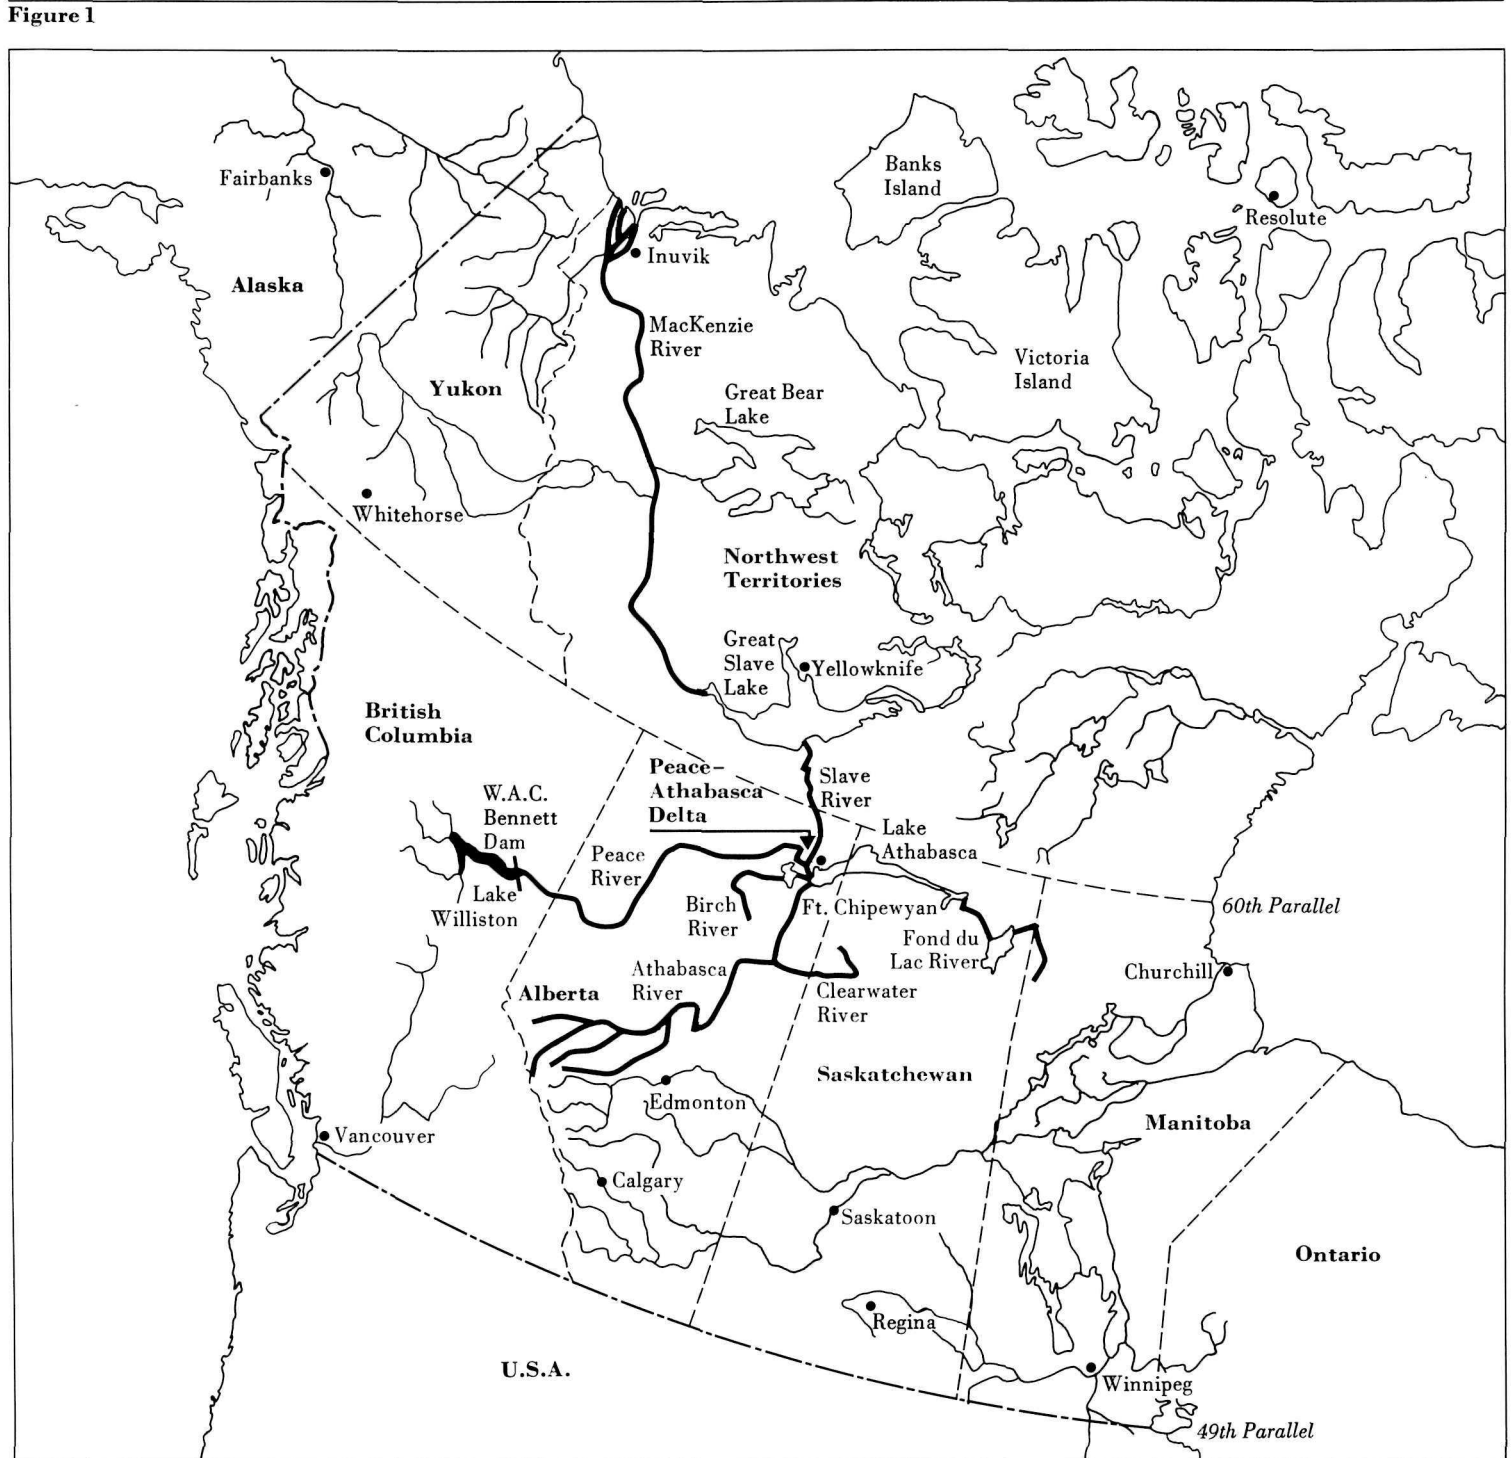 Figure 1
Banks
Island
Fairbanks
Resolute
Inuvik
Alaska
MacKenzie
River
Victoria
Island
Yukon
Great Bear
Lake
Whitehorse
Northwest
Territories
Great
Slave
Lake
Yellowknife
British
Columbia
Peace-
Athabasca
Delta
Slave
River
W.A.C.
Bennett
Dam
Lake
Athabasca
Peace
River
Lake
Williston
Birch
River
Ft. Chipewyan
60th Parallel
Fond du
Lac River
Athabasca
River
Churchill
Alberta
Clearwater
River
Saskatchewan
Edmonton
Manitoba
Vancouver
Calgary
Saskatoon
Ontario
Regina
U.S.A.
Winnipeg
49th Parallel